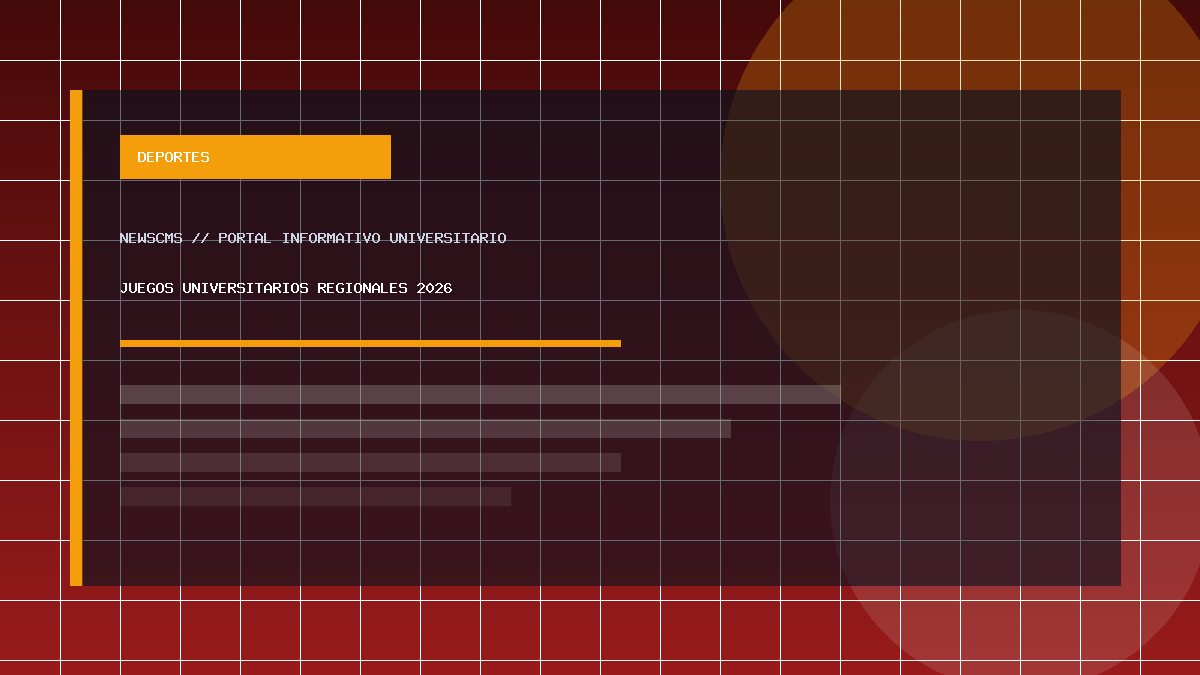 DEPORTES
NEWSCMS // PORTAL INFORMATIVO UNIVERSITARIO
JUEGOS UNIVERSITARIOS REGIONALES 2026